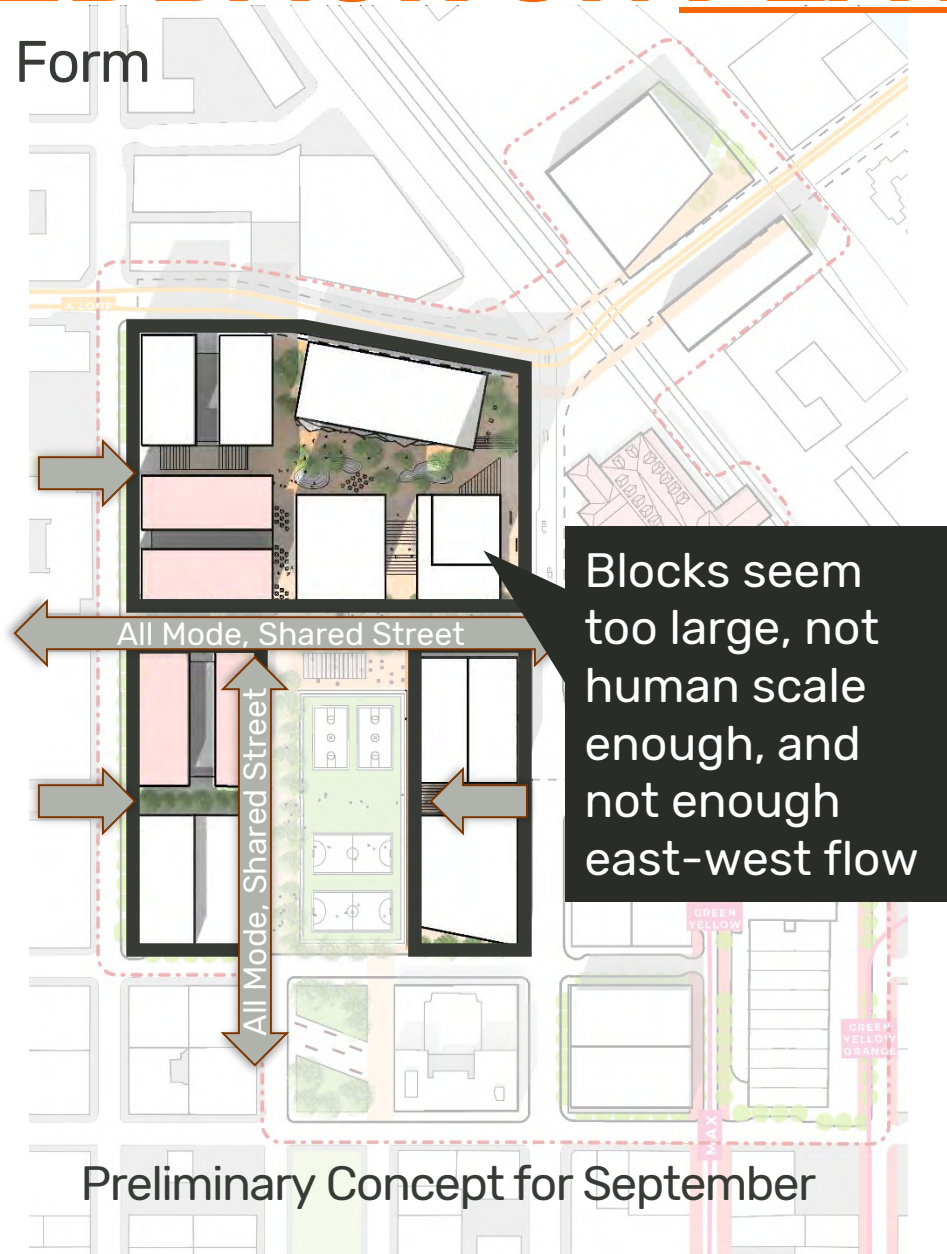 Form
A LOOP
All Mode, Shared Street
All Mode, Shared Street
Blocks seem
too large, not
human scale
enough, and
not enough
east-west flow
GREEN
YELLOW
GREEN
YELLOW
ORANGE
MAX
Preliminary Concept for September